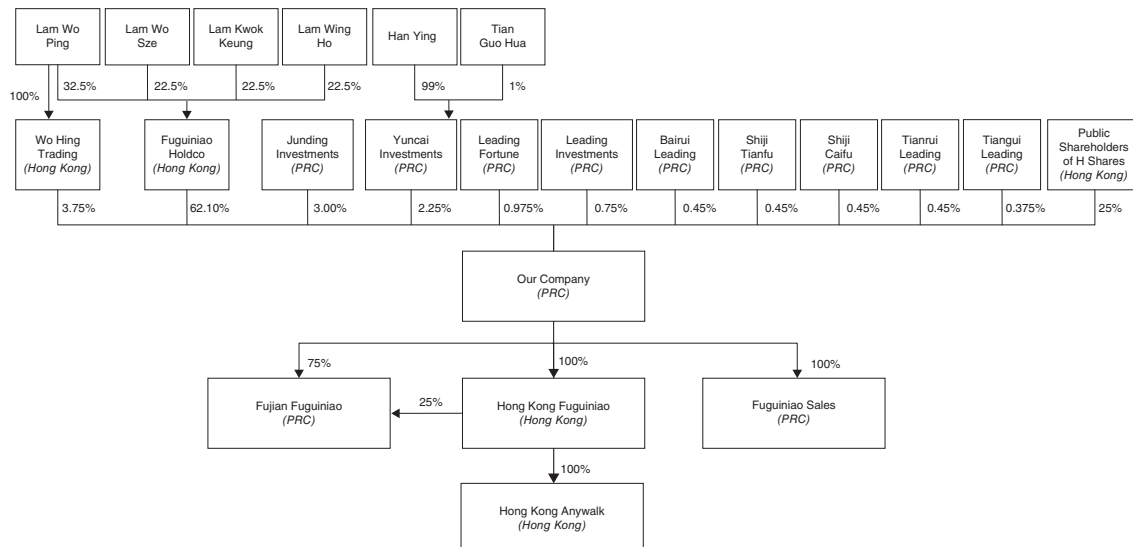 Lam Wo
Ping
Lam Wo
Sze
Lam Kwok
Keung
Lam Wing
Ho
Han Ying
Tian
Guo Hua
100%
32.5%
22.5%
22.5%
22.5%
99%
1%
Wo Hing
Trading
(Hong Kong)
Fuguiniao
Holdco
(Hong Kong)
Junding
Investments
(PRC)
Yuncai
Investments
(PRC)
Leading
Fortune
(PRC)
Leading
Investments
(PRC)
Bairui
Leading
(PRC)
Shiji
Tianfu
(PRC)
Shiji
Caifu
(PRC)
Tianrui
Leading
(PRC)
Tiangui
Leading
(PRC)
Public
Shareholders
of H Shares
(Hong Kong)
3.75%
62.10%
3.00%
2.25%
0.975%
0.75%
0.45%
0.45%
0.45%
0.45%
0.375%
25%
Our Company
(PRC)
75%
100%
100%
Fujian Fuguiniao
(PRC)
25%
Hong Kong Fuguiniao
(Hong Kong)
Fuguiniao Sales
(PRC)
100%
Hong Kong Anywalk
(Hong Kong)